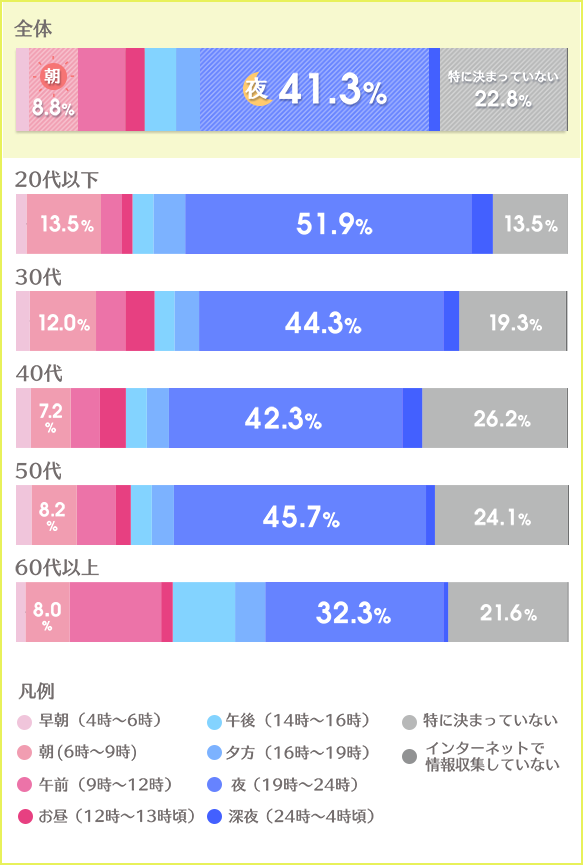 全体
朝
8.8%
夜 41.3%
特に決まっていない
22.8%
20代以下
13.5% 51.9% 13.5%
30代
12.0% 44.3% 19.3%
40代
7.2
%
42.3% 26.2%
50代
8.2
%
45.7% 24.1%
60代以上
8.0
%
32.3% 21.6%
凡例
早朝（4時〜6時） 午後（14時〜16時） 特に決まっていない
朝(6時〜9時) 夕方（16時〜19時） インターネットで
情報収集していない
午前（9時〜12時） 夜（19時〜24時）
お昼（12時〜13時頃） 深夜（24時〜4時頃）